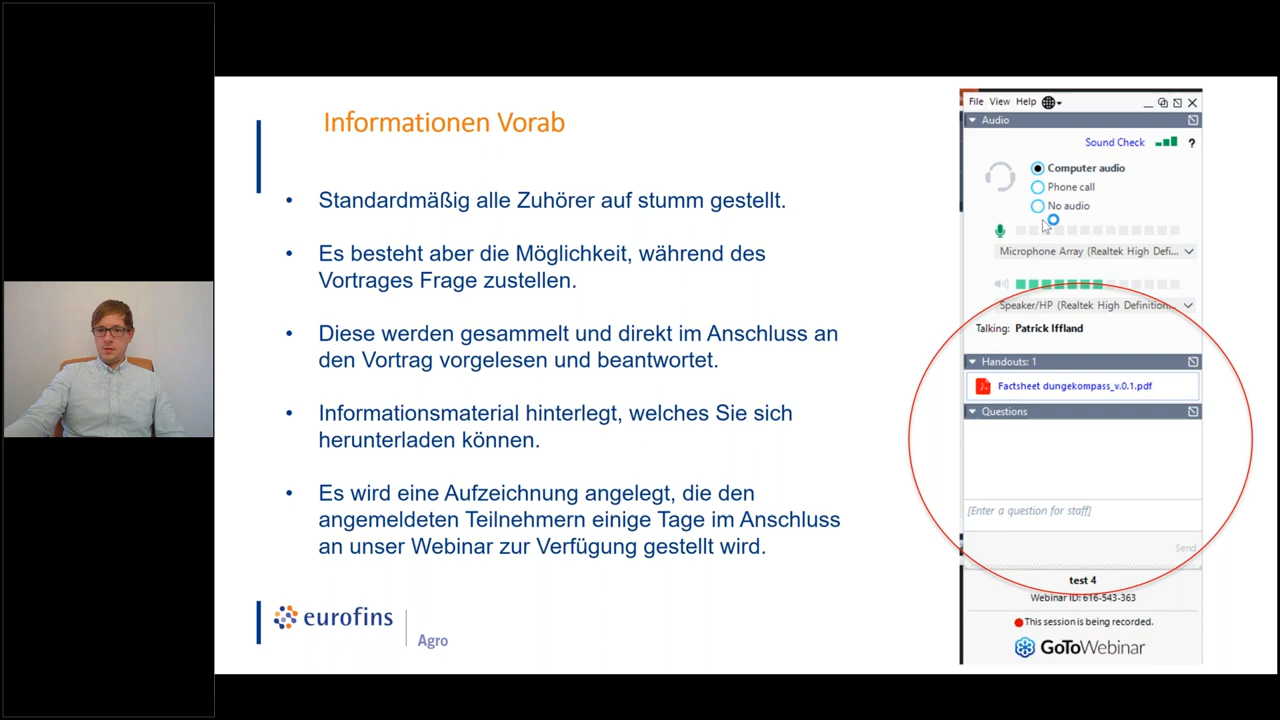 Informationen Vorab
• Standardmäßig alle Zuhörer auf stumm gestellt.
• Es besteht aber die Möglichkeit, während des
Vortrages Frage zustellen.
• Diese werden gesammelt und direkt im Anschluss an
den Vortrag vorgelesen und beantwortet.
• Informationsmaterial hinterlegt, welches Sie sich
herunterladen können.
• Es wird eine Aufzeichnung angelegt, die den
angemeldeten Teilnehmern einige Tage im Anschluss
an unser Webinar zur Verfügung gestellt wird.
eurofins
Agro
File View Help
Audio
Sound Check ?
Computer audio
Phone call
No audio
Microphone Array (Realtek High Defi...
Speaker/HP (Realtek High Definition...
Talking: Patrick Iffland
Handouts: 1
Factsheet dungekompass_v.0.1.pdf
Questions
[Enter a question for staff]
Send
test 4
Webinar ID: 616-543-363
This session is being recorded.
GoToWebinar